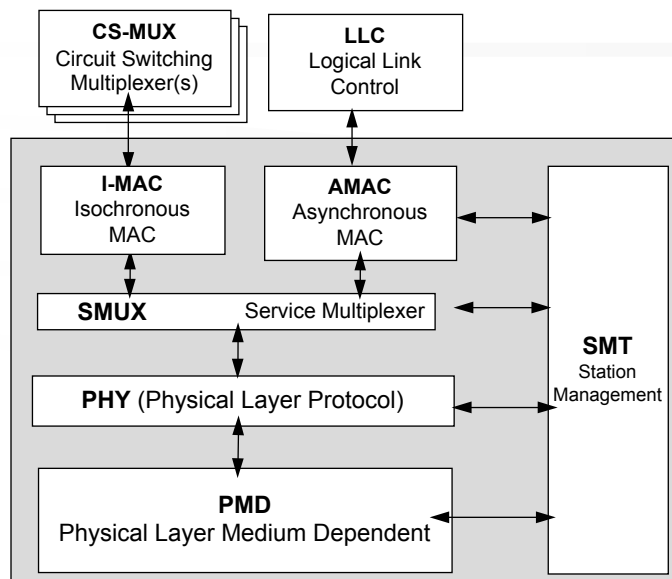 CS-MUX
Circuit Switching
Multiplexer(s)
LLC
Logical Link
Control
I-MAC
Isochronous
MAC
AMAC
Asynchronous
MAC
SMUX Service Multiplexer
SMT
Station
Management
PHY (Physical Layer Protocol)
PMD
Physical Layer Medium Dependent